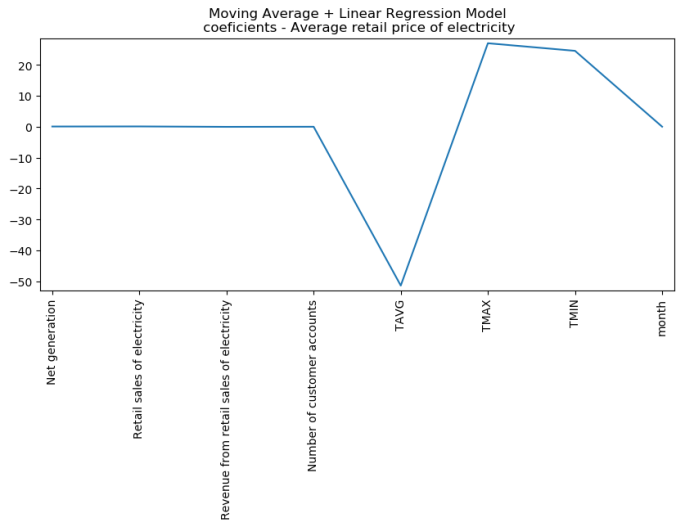 Moving Average + Linear Regression Model
coeficients - Average retail price of electricity
20
10
0
−10
−20
−30
−40
−50
Net generation
Retail sales of electricity
Revenue from retail sales of electricity
Number of customer accounts
TAVG
TMAX
TMIN
month